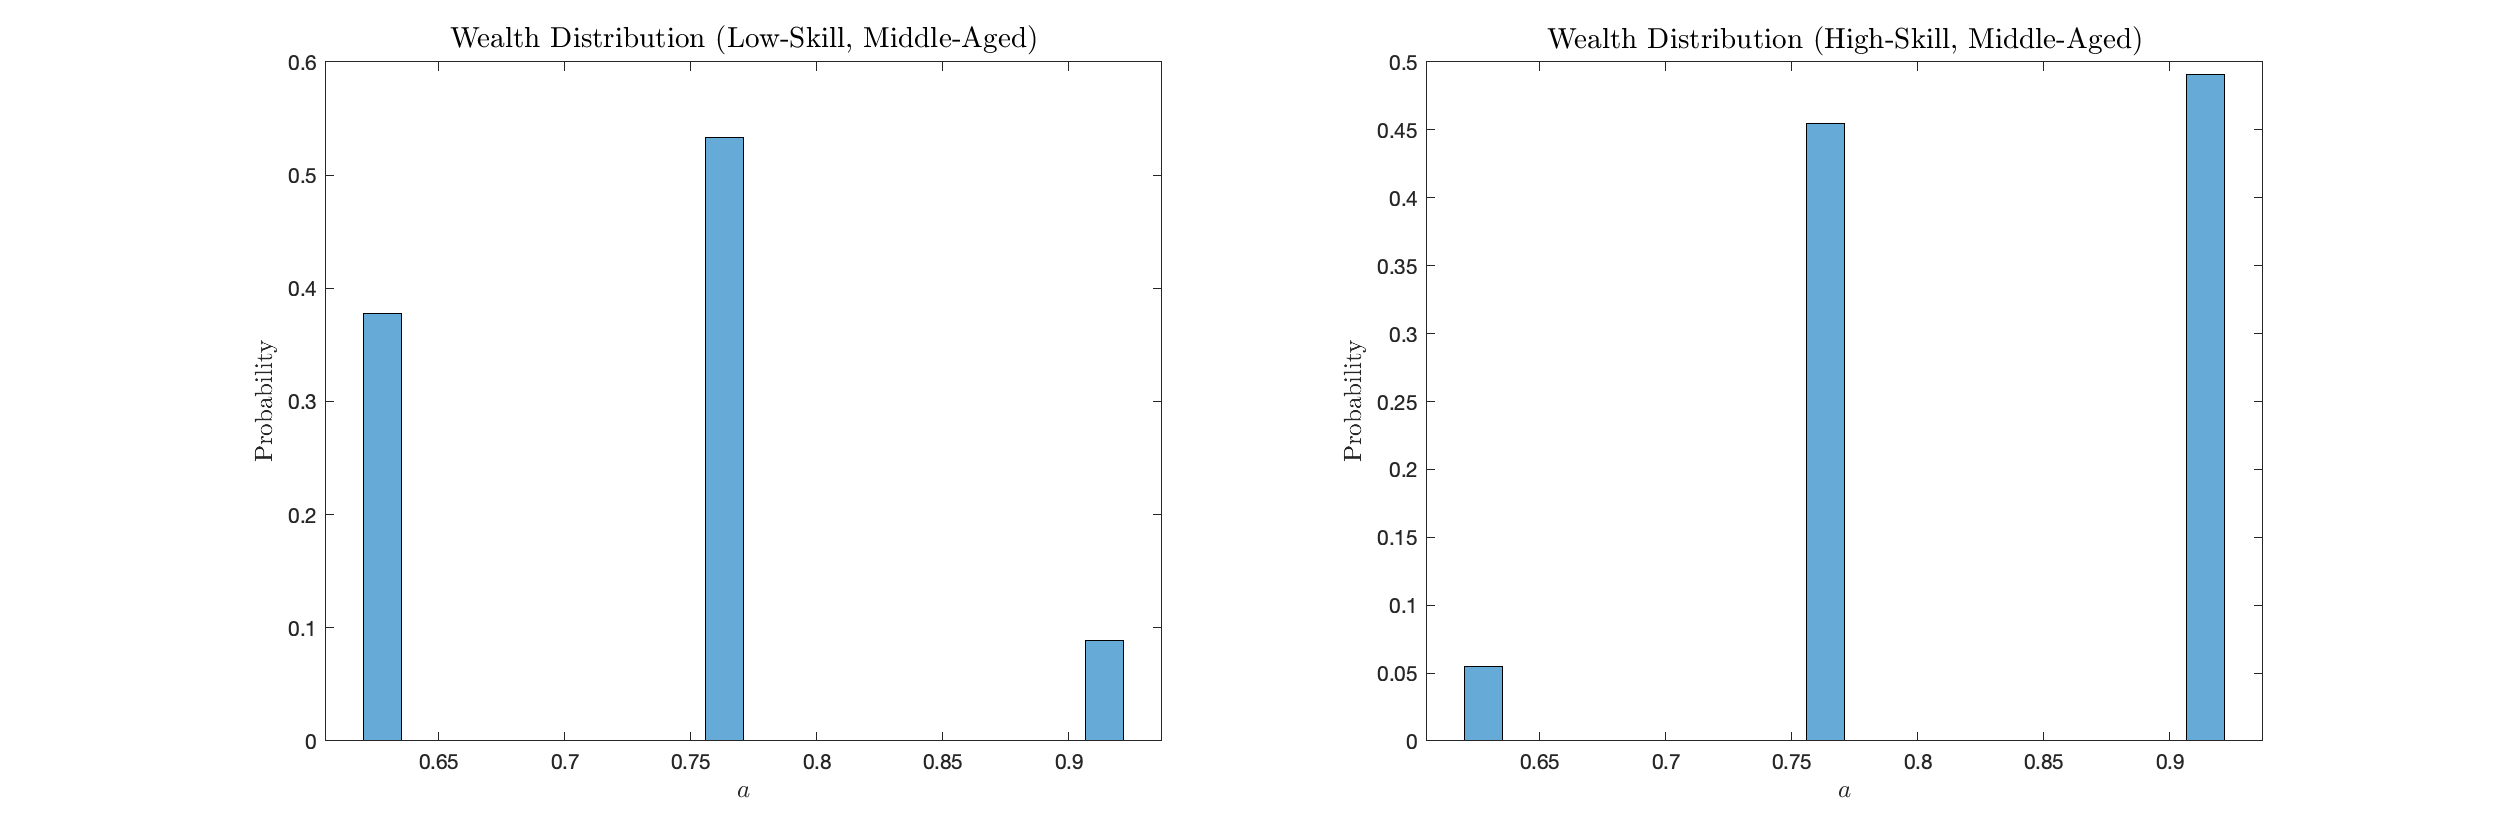 Wealth Distribution (Low-Skill, Middle-Aged)
0.6
0.5
0.4
0.3
0.2
0.1
0
Probability
0.65 0.7 0.75 0.8 0.85 0.9
a
Wealth Distribution (High-Skill, Middle-Aged)
0.5
0.45
0.4
0.35
0.3
0.25
0.2
0.15
0.1
0.05
0
Probability
0.65 0.7 0.75 0.8 0.85 0.9
a